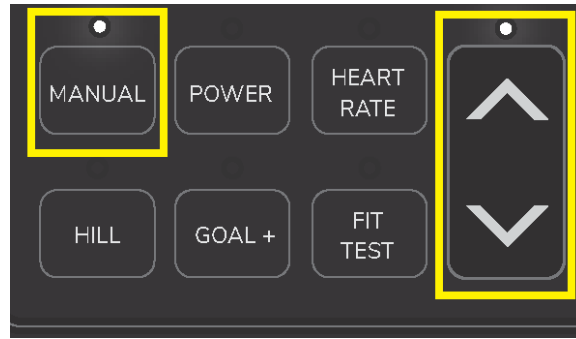 MANUAL
POWER
HEART
RATE
HILL
GOAL +
FIT
TEST